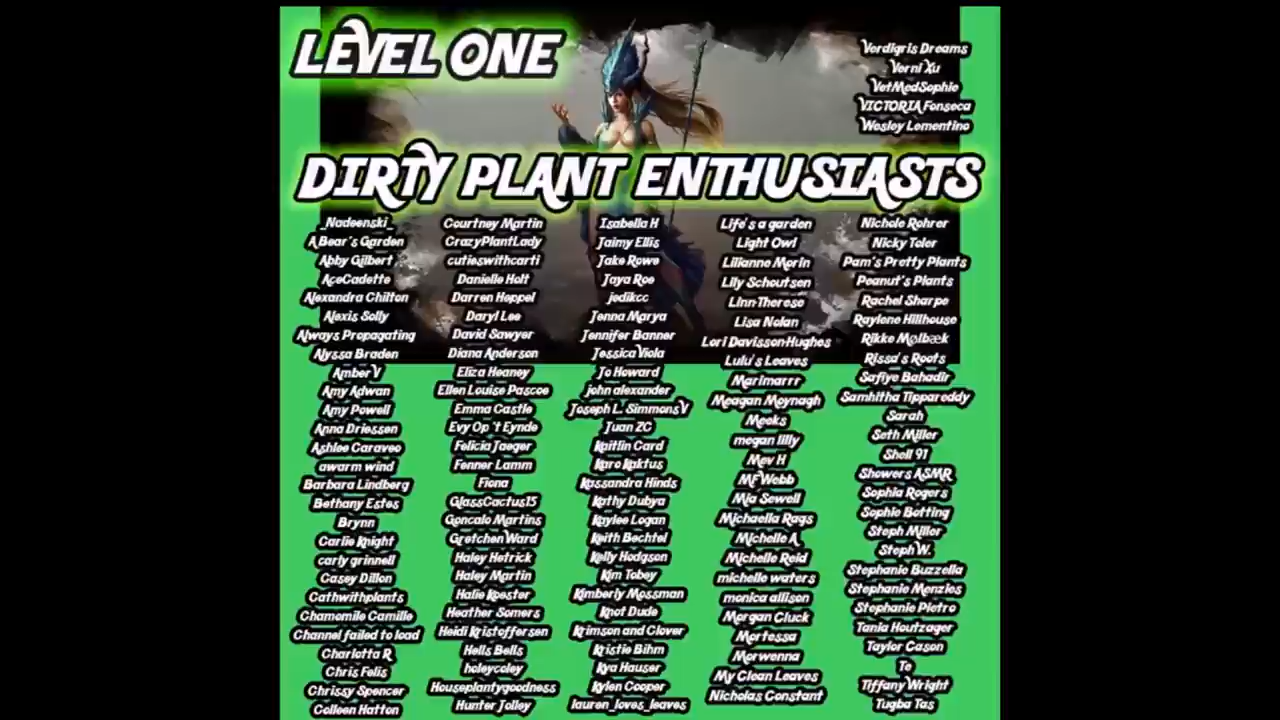 LEVEL ONE
Verdigris Dreams
Verni Xu
VetMedSophie
VICTORIA Fonseca
Wesley Lementino
DIRTY PLANT ENTHUSIASTS
_Nadeenski_
A Bear's Garden
Abby Gilbert
AceCadette
Alexandra Chilton
Alexis Solly
Always Propagating
Alyssa Braden
Amber V
Amy Adwan
Amy Powell
Anna Driessen
Ashlee Caraveo
awarm wind
Barbara Lindberg
Bethany Estes
Brynn
Carlie Knight
carly grinnell
Casey Dillon
Cathwithplants
Chamomile Camille
Channel failed to load
Charlotta R
Chris Felis
Chrissy Spencer
Colleen Hatton
Courtney Martin
CrazyPlantLady
cutieswithcarti
Danielle Holt
Darren Heppel
Daryl Lee
David Sawyer
Diana Anderson
Eliza Heaney
Ellen Louise Pascoe
Emma Castle
Evy Op 't Eynde
Felicia Jaeger
Fenner Lamm
Fiona
GlassCactus15
Goncalo Martins
Gretchen Ward
Haley Hetrick
Haley Martin
Halie Koester
Heather Somers
Heidi Kristoffersen
Hells Bells
holeycoley
Houseplantygoodness
Hunter Jolley
Isabella H
Jaimy Ellis
Jake Rowe
Jaya Roe
jedikcc
Jenna Marya
Jennifer Banner
Jessica Viola
Jo Howard
john alexander
Joseph L. Simmons V
Juan ZC
Kaitlin Card
Karo Kaktus
Kassandra Hinds
Kathy Dubya
Kaylee Logan
Keith Bechtel
Kelly Hodgson
Kim Tobey
Kimberly Mossman
Knot Dude
Krimson and Clover
Kristie Bihm
Kya Hauser
Kylen Cooper
lauren_loves_leaves
Life's a garden
Light Owl
Lilianne Morin
Lily Schoutsen
Linn-Therese
Lisa Nolan
Lori Davisson-Hughes
Lulu's Leaves
Marimarrr
Meagan Moynagh
Meeks
megan lilly
Mev H
MF Webb
Mia Sewell
Michaella Rags
Michelle A
Michelle Reid
michelle waters
monica allison
Morgan Cluck
Mortessa
Morwenna
My Clean Leaves
Nicholas Constant
Nichole Rohrer
Nicky Toler
Pam's Pretty Plants
Peanut's Plants
Rachel Sharpe
Raylene Hillhouse
Rikke Mølbæk
Rissa's Roots
Safiye Bahadir
Samhitha Tippareddy
Sarah
Seth Miller
Shell 91
Showers ASMR
Sophia Rogers
Sophie Botting
Steph Miller
Steph W.
Stephanie Buzzella
Stephanie Menzies
Stephanie Pietro
Tania Houtzager
Taylor Cason
Te
Tiffany Wright
Tugba Tas